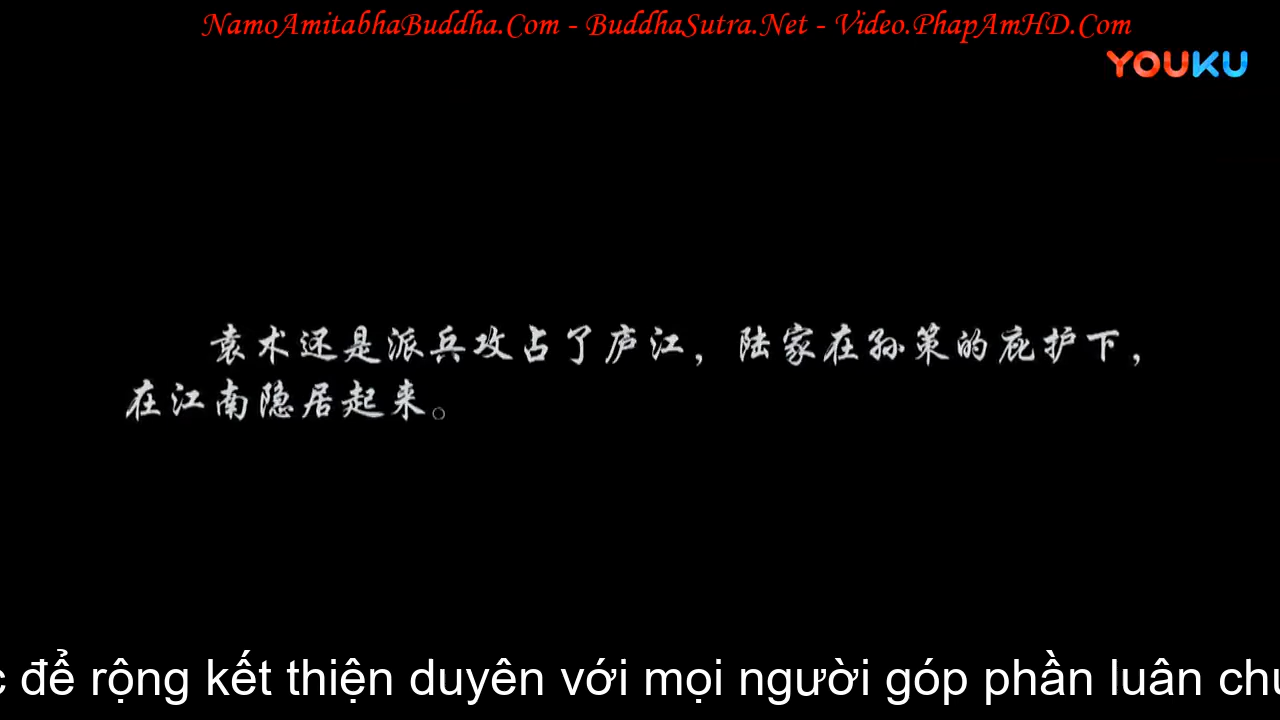 NamoAmitabhaBuddha.Com - BuddhaSutra.Net - Video.PhapAmHD.Com
YOUKU
袁术还是派兵攻占了庐江，陆家在孙策的庇护下，
在江南隐居起来。
để rộng kết thiện duyên với mọi người góp phần luân